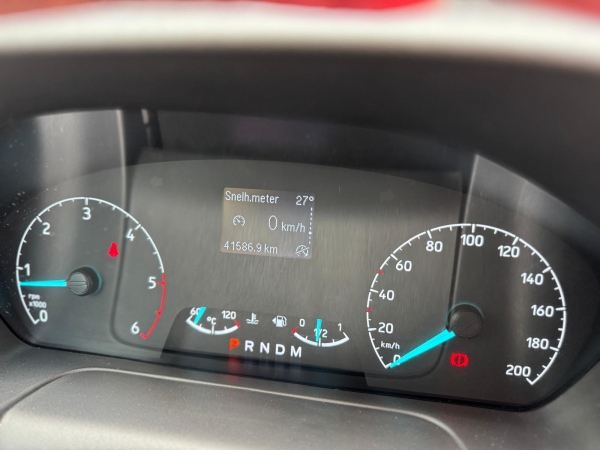 Snelh.meter 27°
0 km/h
41586.9 km
0 1 2 3 4 5 6
rpm
x1000
60 °C 120
0 1/2 1
P R N D M
0 20 40 60 80 100 120 140 160 180 200
km/h